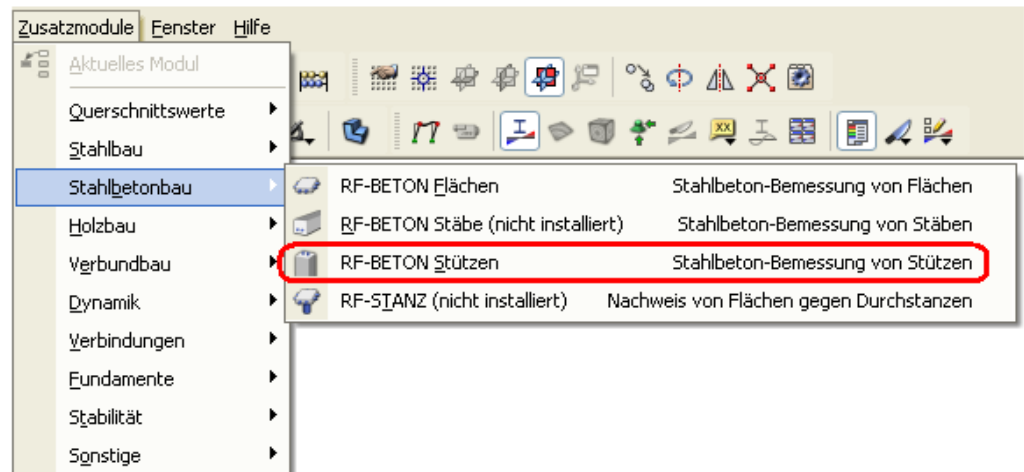 Zusatzmodule Fenster Hilfe
Aktuelles Modul
Querschnittswerte
Stahlbau
Stahlbetonbau
RF-BETON Flächen Stahlbeton-Bemessung von Flächen
Holzbau
RF-BETON Stäbe (nicht installiert) Stahlbeton-Bemessung von Stäben
Verbundbau
RF-BETON Stützen Stahlbeton-Bemessung von Stützen
Dynamik
RF-STANZ (nicht installiert) Nachweis von Flächen gegen Durchstanzen
Verbindungen
Fundamente
Stabilität
Sonstige
XX